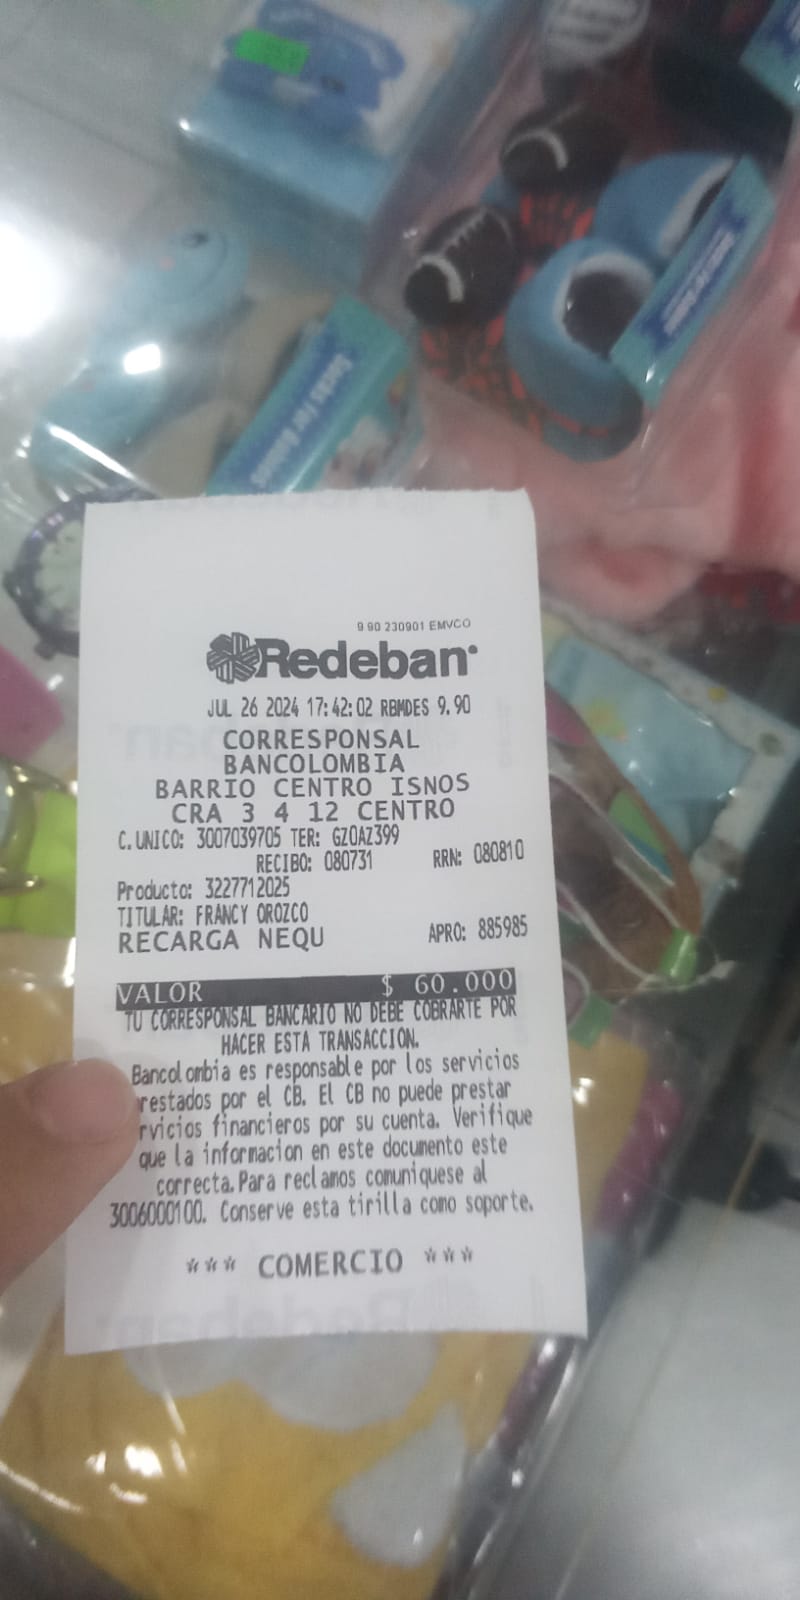 Socks For Babies
9 90 230901 EMVCO
Redeban
JUL 26 2024 17:42:02 RBMDES 9.90
CORRESPONSAL
BANCOLOMBIA
BARRIO CENTRO ISNOS
CRA 3 4 12 CENTRO
C.UNICO: 3007039705 TER: GZOAZ399
RECIBO: 080731 RRN: 080810
Producto: 3227712025
TITULAR: FRANCY OROZCO
RECARGA NEQU APRO: 885985
VALOR $ 60.000
TU CORRESPONSAL BANCARIO NO DEBE COBRARTE POR
HACER ESTA TRANSACCION.
Bancolombia es responsable por los servicios
restados por el CB. El CB no puede prestar
rvicios financieros por su cuenta. Verifique
que la informacion en este documento este
correcta.Para reclamos comuniquese al
3006000100. Conserve esta tirilla como soporte.
*** COMERCIO ***